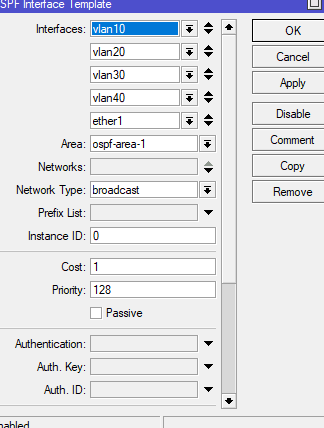 SPF Interface Template
Interfaces: vlan10
vlan20
vlan30
vlan40
ether1
Area: ospf-area-1
Networks:
Network Type: broadcast
Prefix List:
Instance ID: 0
Cost: 1
Priority: 128
Passive
Authentication:
Auth. Key:
Auth. ID:
OK
Cancel
Apply
Disable
Comment
Copy
Remove
nabled